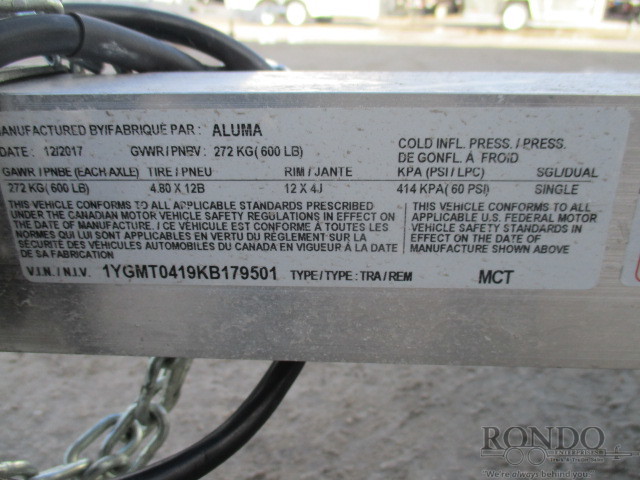 MANUFACTURED BY/FABRIQUÉ PAR : ALUMA
DATE : 12/2017 GVWR / PNBV : 272 KG( 600 LB)
COLD INFL. PRESS. / PRESS.
DE GONFL. À FROID
GAWR / PNBE (EACH AXLE) TIRE / PNEU RIM / JANTE KPA (PSI / LPC) SGL/DUAL
272 KG( 600 LB) 4.80 X 12B 12 X 4J 414 KPA( 60 PSI) SINGLE
THIS VEHICLE CONFORMS TO ALL APPLICABLE STANDARDS PRESCRIBED
UNDER THE CANADIAN MOTOR VEHICLE SAFETY REGULATIONS IN EFFECT ON
THE DATE OF MANUFACTURE. / CE VÉHICULE EST CONFORME À TOUTES LES
NORMES QUI LUI SONT APPLICABLES EN VERTU DU RÈGLEMENT SUR LA
SÉCURITÉ DES VÉHICULES AUTOMOBILES DU CANADA EN VIGUEUR À LA DATE
DE SA FABRICATION
THIS VEHICLE CONFORMS TO ALL
APPLICABLE U.S. FEDERAL MOTOR
VEHICLE SAFETY STANDARDS
IN EFFECT ON THE DATE OF
MANUFACTURE SHOWN ABOVE.
V.I.N. / N.I.V. 1YGMT0419KB179501 TYPE / TYPE : TRA / REM MCT
RONDO
We're always behind you.